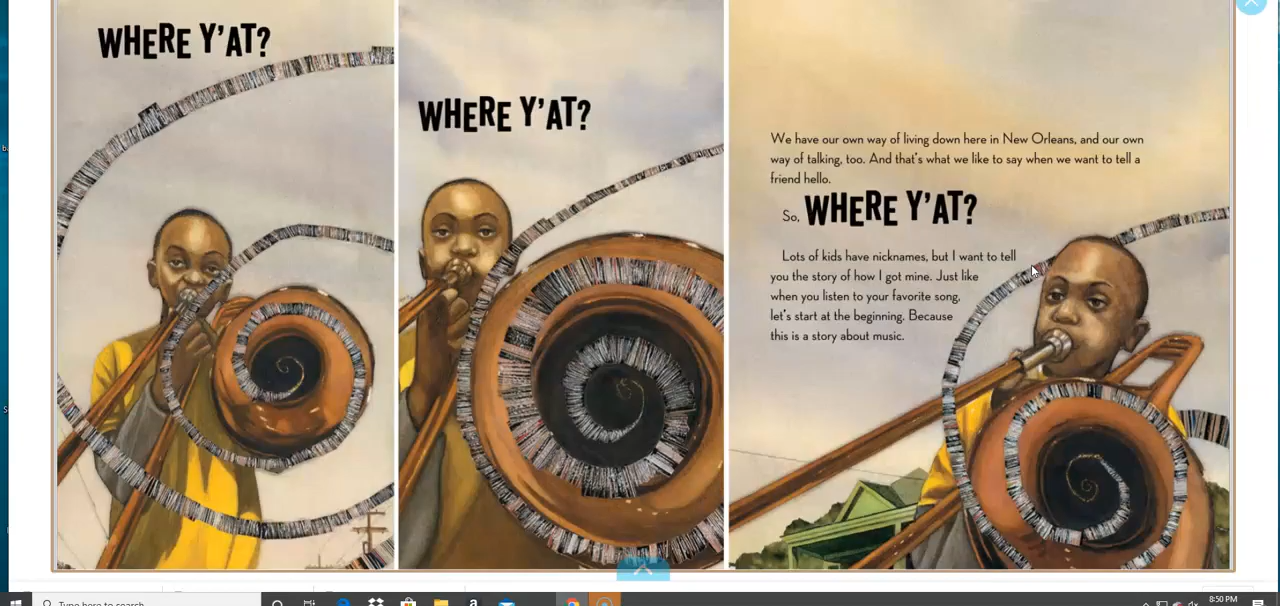 WHERE Y'AT?
WHERE Y'AT?
We have our own way of living down here in New Orleans, and our own
way of talking, too. And that's what we like to say when we want to tell a
friend hello.
So, WHERE Y'AT?
Lots of kids have nicknames, but I want to tell
you the story of how I got mine. Just like
when you listen to your favorite song,
let's start at the beginning. Because
this is a story about music.
Type here to search
8:50 PM